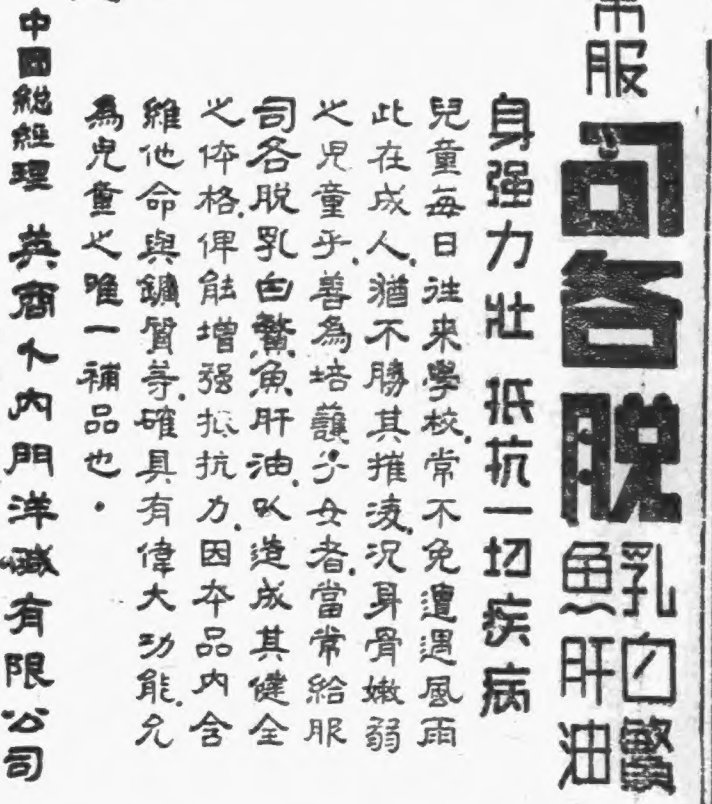 常服
司各脫
乳白鰵
魚肝油
身强力壯 抵抗一切疾病
兒童每日往來學校,常不免遭遇風雨
此在成人,猶不勝其摧凌,況身骨嫩弱
之児童乎,善為培護子女者,當常給服
司各脫乳白鰵魚肝油,以造成其健全
之体格,俾能增强抵抗力,因本品內含
維他命與鑛質等,確具有偉大功能,允
為兒童之唯一補品也.
中國總經理 英商卜內門洋碱有限公司